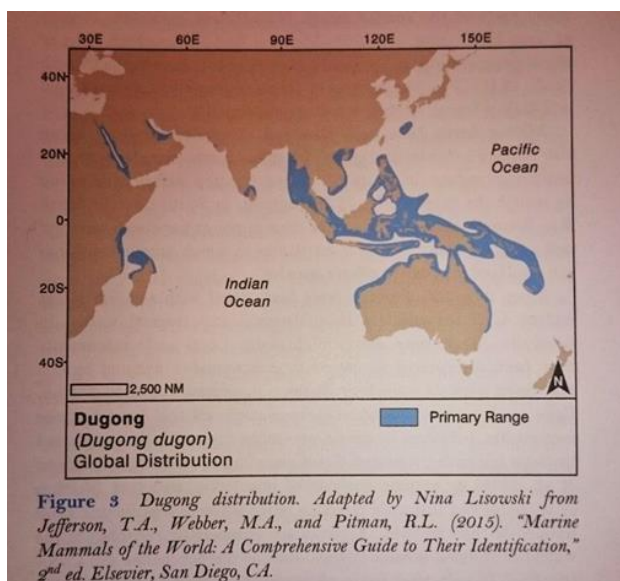 30E 60E 90E 120E 150E
40N
20N
Pacific
Ocean
0
Indian
Ocean
20S
40S
2,500 NM
N
Dugong
(Dugong dugon)
Global Distribution
Primary Range
Figure 3 Dugong distribution. Adapted by Nina Lisowski from
Jefferson, T.A., Webber, M.A., and Pitman, R.L. (2015). “Marine
Mammals of the World: A Comprehensive Guide to Their Identification,”
2nd ed. Elsevier, San Diego, CA.